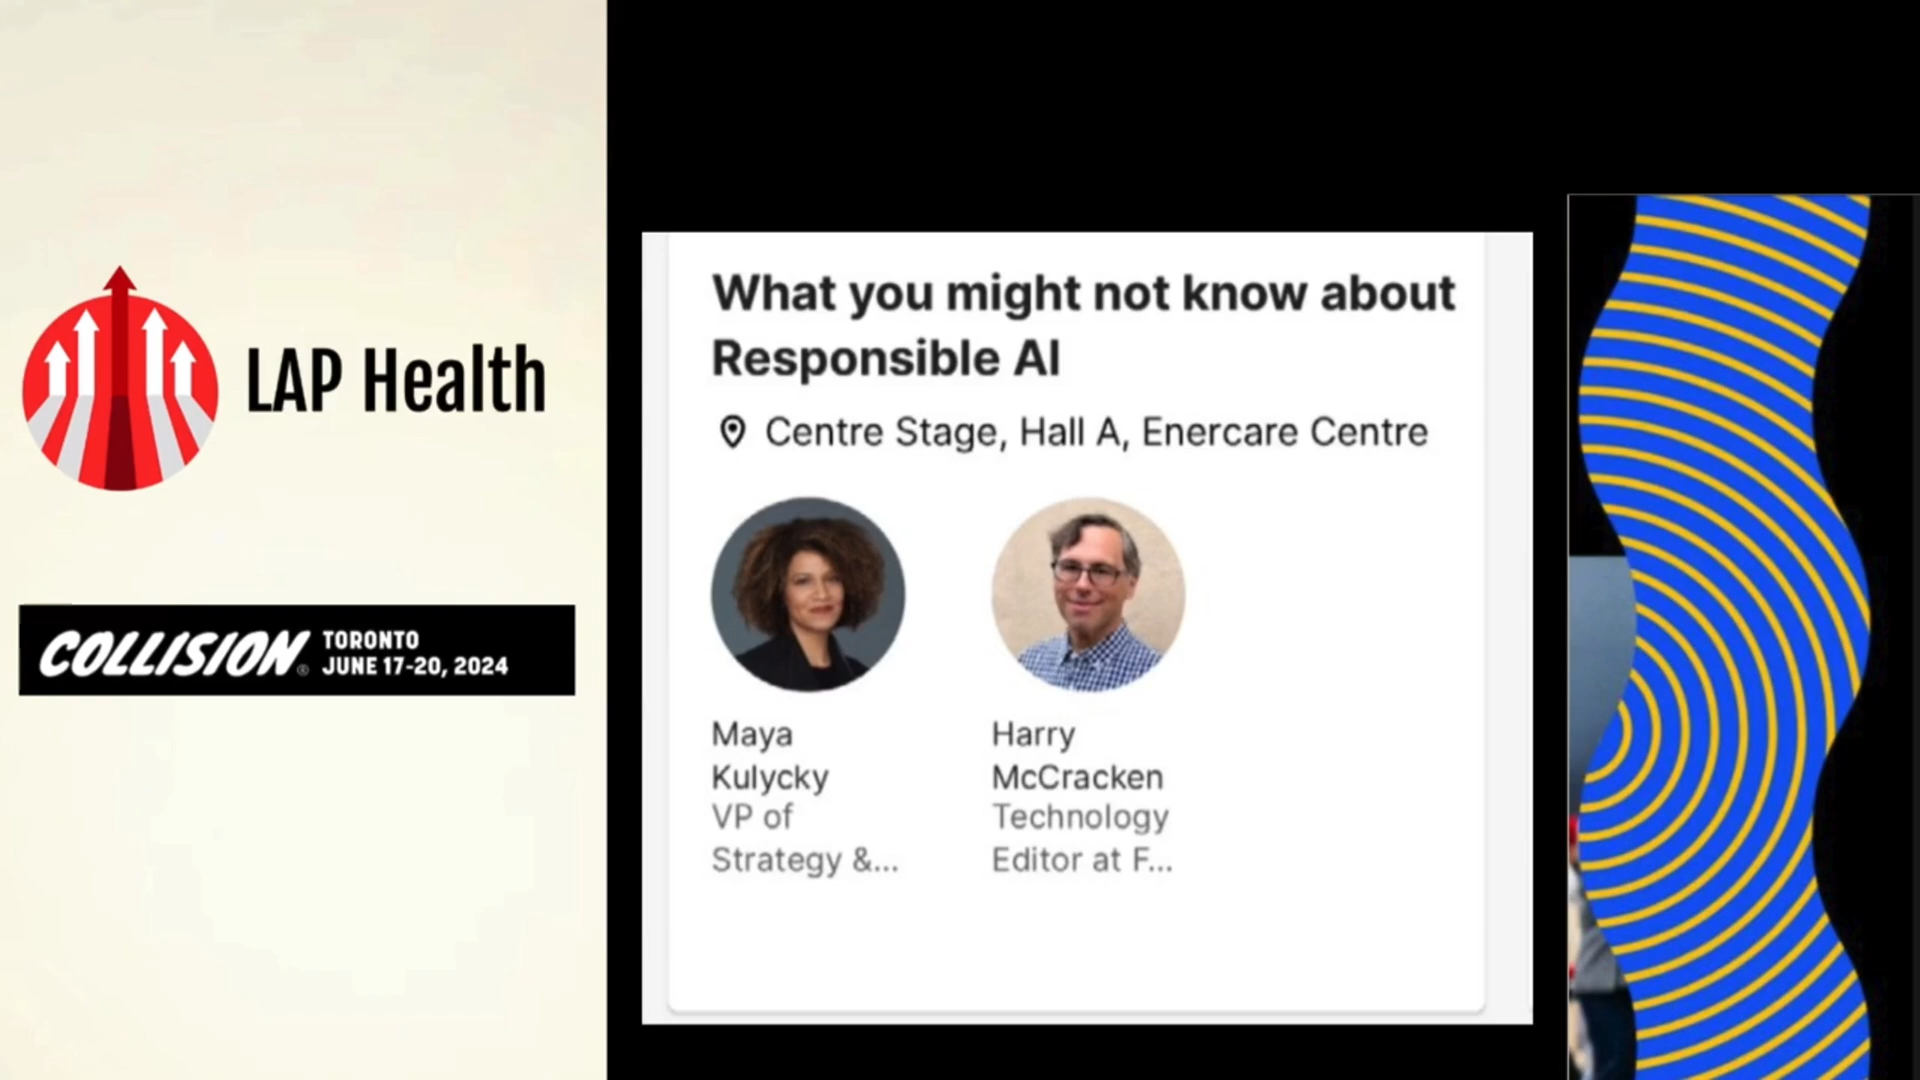 LAP Health
COLLISION®
TORONTO
JUNE 17-20, 2024
What you might not know about
Responsible AI
Centre Stage, Hall A, Enercare Centre
Maya
Kulycky
VP of
Strategy &...
Harry
McCracken
Technology
Editor at F...